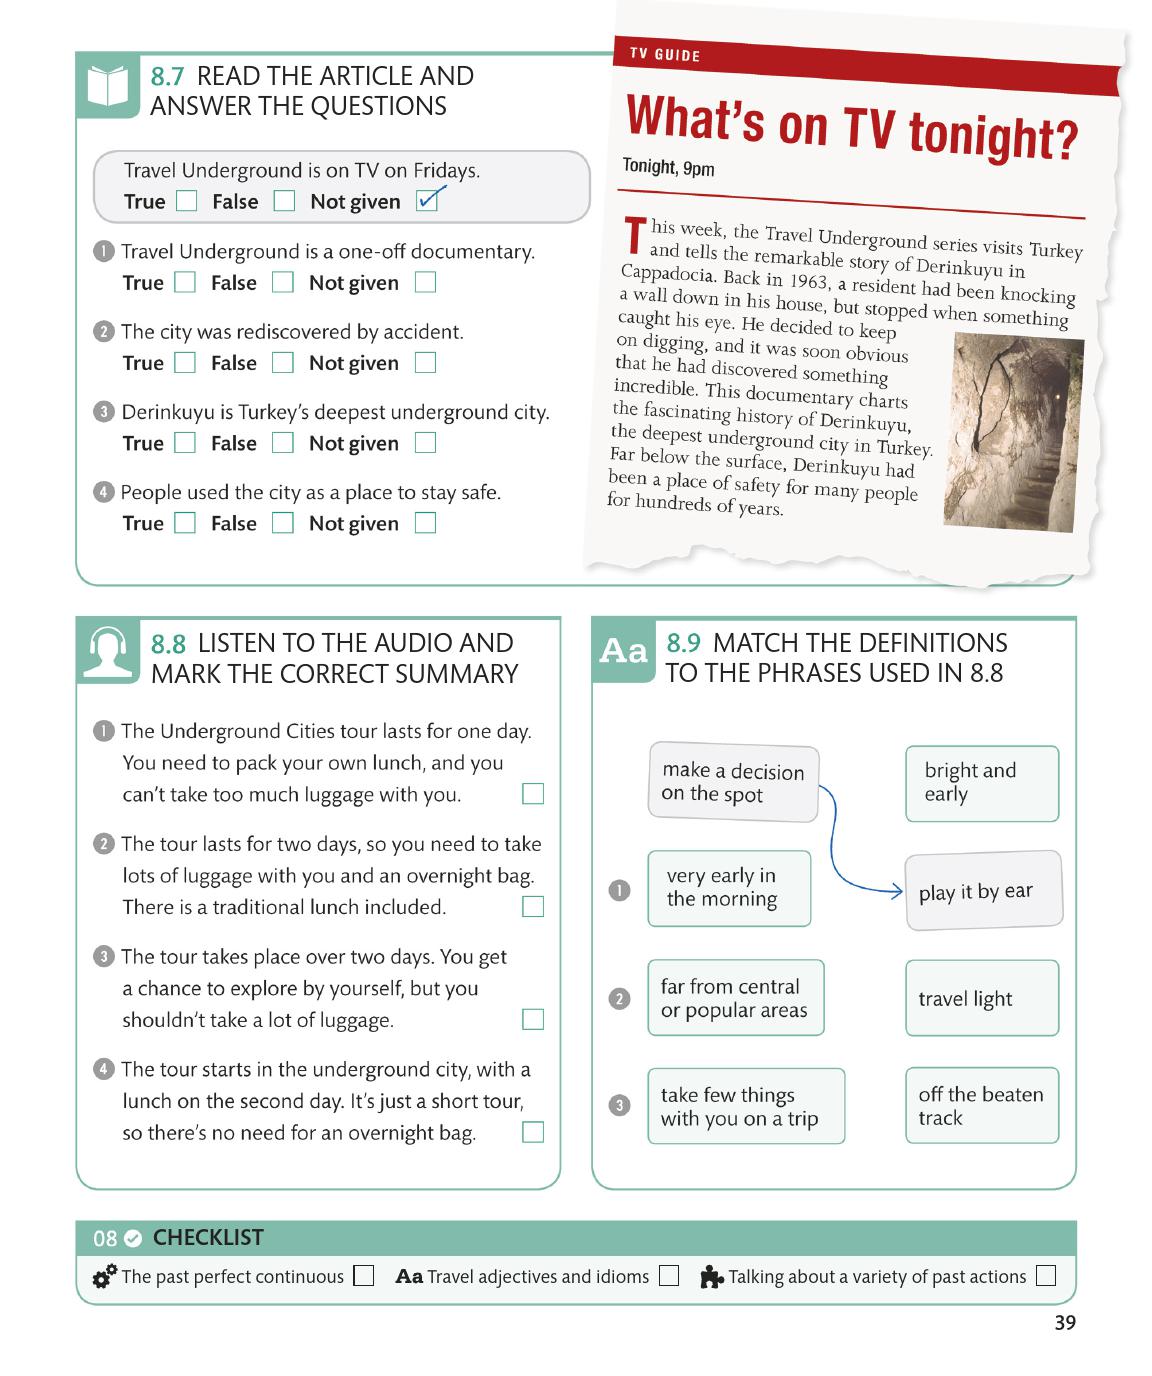 8.7 READ THE ARTICLE AND
ANSWER THE QUESTIONS
Travel Underground is on TV on Fridays.
True False Not given
1 Travel Underground is a one-off documentary.
True False Not given
2 The city was rediscovered by accident.
True False Not given
3 Derinkuyu is Turkey's deepest underground city.
True False Not given
4 People used the city as a place to stay safe.
True False Not given
TV GUIDE
What's on TV tonight?
Tonight, 9pm
This week, the Travel Underground series visits Turkey
and tells the remarkable story of Derinkuyu in
Cappadocia. Back in 1963, a resident had been knocking
a wall down in his house, but stopped when something
caught his eye. He decided to keep
on digging, and it was soon obvious
that he had discovered something
incredible. This documentary charts
the fascinating history of Derinkuyu,
the deepest underground city in Turkey.
Far below the surface, Derinkuyu had
been a place of safety for many people
for hundreds of years.
8.8 LISTEN TO THE AUDIO AND
MARK THE CORRECT SUMMARY
1 The Underground Cities tour lasts for one day.
You need to pack your own lunch, and you
can't take too much luggage with you.
2 The tour lasts for two days, so you need to take
lots of luggage with you and an overnight bag.
There is a traditional lunch included.
3 The tour takes place over two days. You get
a chance to explore by yourself, but you
shouldn't take a lot of luggage.
4 The tour starts in the underground city, with a
lunch on the second day. It's just a short tour,
so there's no need for an overnight bag.
Aa 8.9 MATCH THE DEFINITIONS
TO THE PHRASES USED IN 8.8
make a decision
on the spot
bright and
early
1 very early in
the morning
play it by ear
2 far from central
or popular areas
travel light
3 take few things
with you on a trip
off the beaten
track
08 CHECKLIST
The past perfect continuous Aa Travel adjectives and idioms Talking about a variety of past actions
39